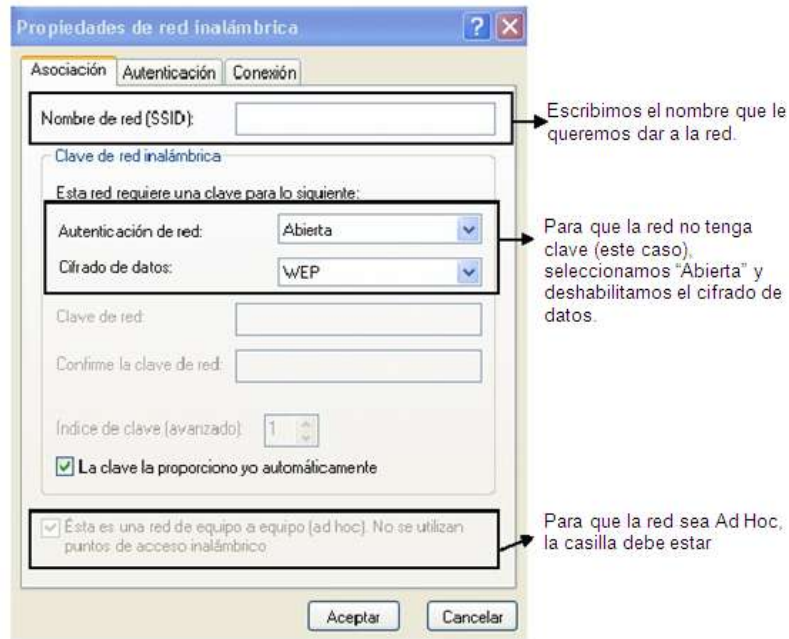 Propiedades de red inalámbrica
Asociación Autenticación Conexión
Nombre de red (SSID):
Escribimos el nombre que le
queremos dar a la red.
Clave de red inalámbrica
Esta red requiere una clave para lo siguiente:
Autenticación de red: Abierta
Cifrado de datos: WEP
Para que la red no tenga
clave (este caso),
seleccionamos “Abierta” y
deshabilitamos el cifrado de
datos.
Clave de red:
Confirme la clave de red:
Índice de clave (avanzado): 1
La clave la proporciono yo automáticamente
Ésta es una red de equipo a equipo (ad hoc). No se utilizan
puntos de acceso inalámbrico
Para que la red sea Ad Hoc,
la casilla debe estar
Aceptar Cancelar